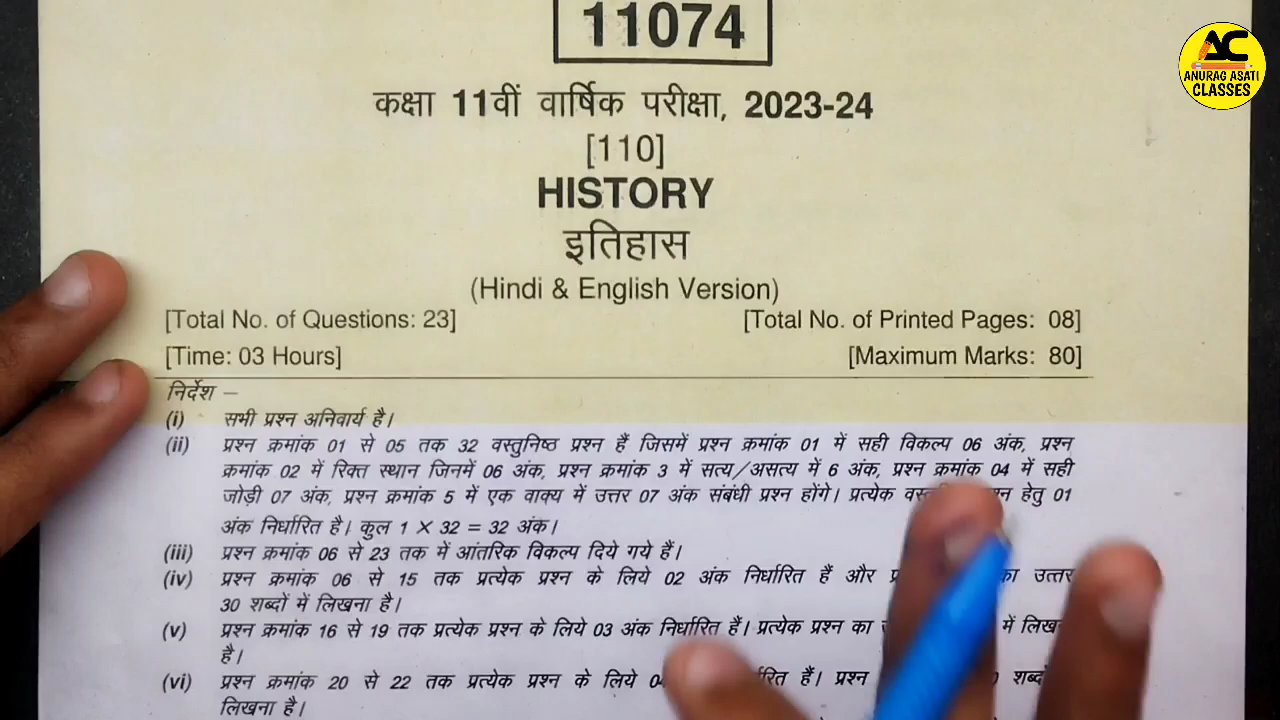 11074
AC
ANURAG ASATI
CLASSES
कक्षा 11वीं वार्षिक परीक्षा, 2023-24
[110]
HISTORY
इतिहास
(Hindi & English Version)
[Total No. of Questions: 23] [Total No. of Printed Pages: 08]
[Time: 03 Hours] [Maximum Marks: 80]
निर्देश –
(i) सभी प्रश्न अनिवार्य है।
(ii) प्रश्न क्रमांक 01 से 05 तक 32 वस्तुनिष्ठ प्रश्न हैं जिसमें प्रश्न क्रमांक 01 में सही विकल्प 06 अंक, प्रश्न
क्रमांक 02 में रिक्त स्थान जिनमें 06 अंक, प्रश्न क्रमांक 3 में सत्य/असत्य में 6 अंक, प्रश्न क्रमांक 04 में सही
जोड़ी 07 अंक, प्रश्न क्रमांक 5 में एक वाक्य में उत्तर 07 अंक संबंधी प्रश्न होंगे। प्रत्येक हेतु 01
अंक निर्धारित है। कुल 1 X 32 = 32 अंक।
(iii) प्रश्न क्रमांक 06 से 23 तक में आंतरिक विकल्प दिये गये हैं।
(iv) प्रश्न क्रमांक 06 से 15 तक प्रत्येक प्रश्न के लिये 02 अंक निर्धारित हैं और का उत्तर
30 शब्दों में लिखना है।
(v) प्रश्न क्रमांक 16 से 19 तक प्रत्येक प्रश्न के लिये 03 अंक निर्धारित हैं। प्रत्येक प्रश्न का में
है।
(vi) प्रश्न क्रमांक 20 से 22 तक प्रत्येक प्रश्न के लिये हैं। प्रश्न
लिखना है।